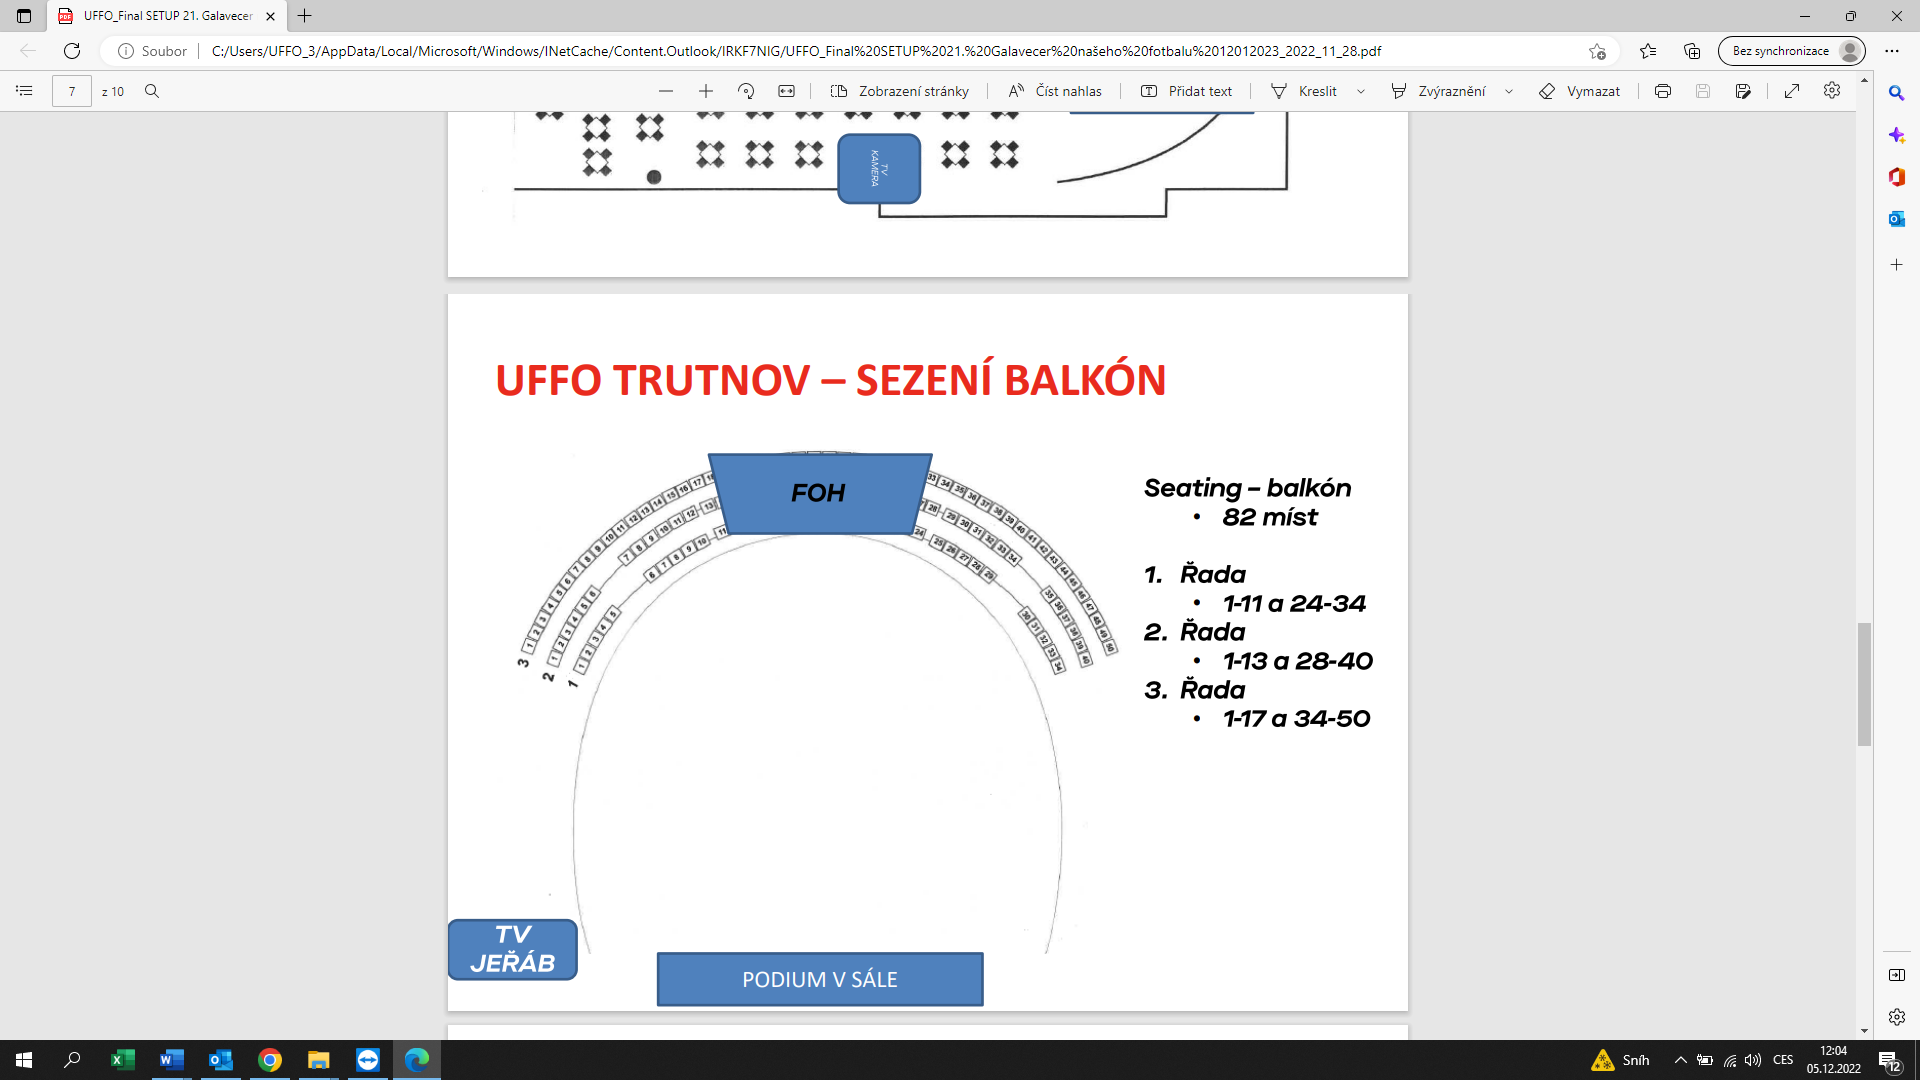 UFFO_Final SETUP 21. Galavecer
Soubor
C:/Users/UFFO_3/AppData/Local/Microsoft/Windows/INetCache/Content.Outlook/IRKF7NIG/UFFO_Final%20SETUP%2021.%20Galavecer%20našeho%20fotbalu%2012012023_2022_11_28.pdf
Bez synchronizace
7 z 10
Zobrazení stránky
Číst nahlas
Přidat text
Kreslit
Zvýraznění
Vymazat
TV
KAMERA
UFFO TRUTNOV – SEZENÍ BALKÓN
FOH
Seating – balkón
• 82 míst
1. Řada
• 1-11 a 24-34
2. Řada
• 1-13 a 28-40
3. Řada
• 1-17 a 34-50
3
2
1
TV
JEŘÁB
PODIUM V SÁLE
Sníh
CES
12:04
05.12.2022
12